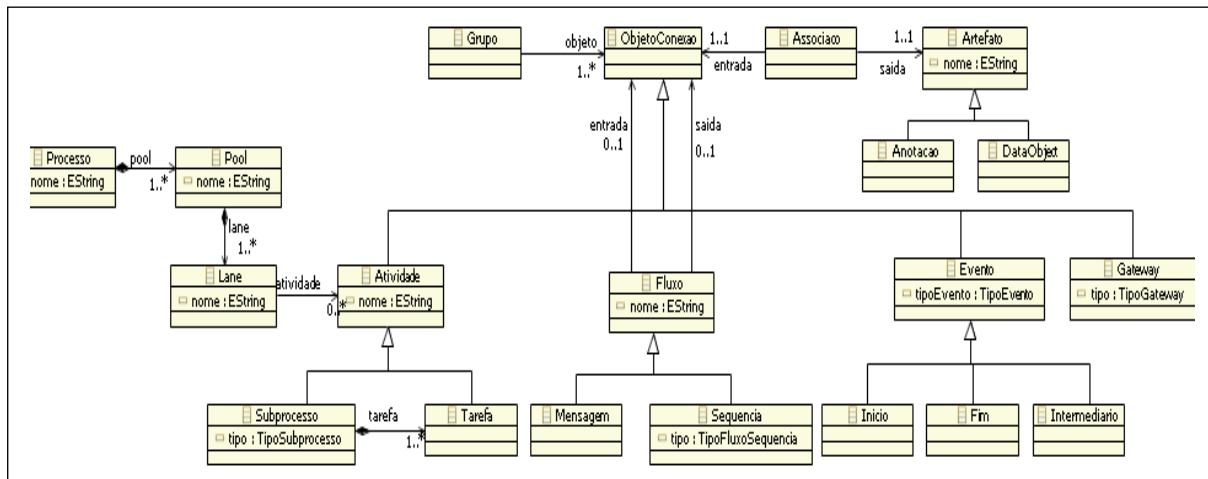 Grupo
objeto
1..*
ObjetoConexao
1..1
entrada
Associaco
1..1
saida
Artefato
nome : EString
entrada
0..1
saida
0..1
Anotacao
DataObject
Processo
nome : EString
pool
1..*
Pool
nome : EString
lane
1..*
Lane
nome : EString
atividade
0..*
Atividade
nome : EString
Fluxo
nome : EString
Evento
tipoEvento : TipoEvento
Gateway
tipo : TipoGateway
Subprocesso
tipo : TipoSubprocesso
tarefa
1..*
Tarefa
Mensagem
Sequencia
tipo : TipoFluxoSequencia
Inicio
Fim
Intermediario